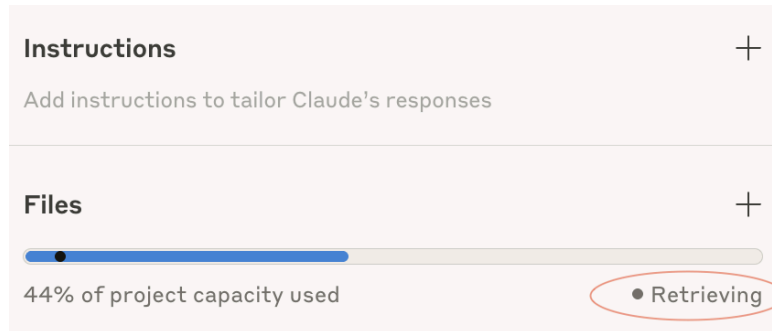 Instructions
Add instructions to tailor Claude's responses
Files
44% of project capacity used
Retrieving